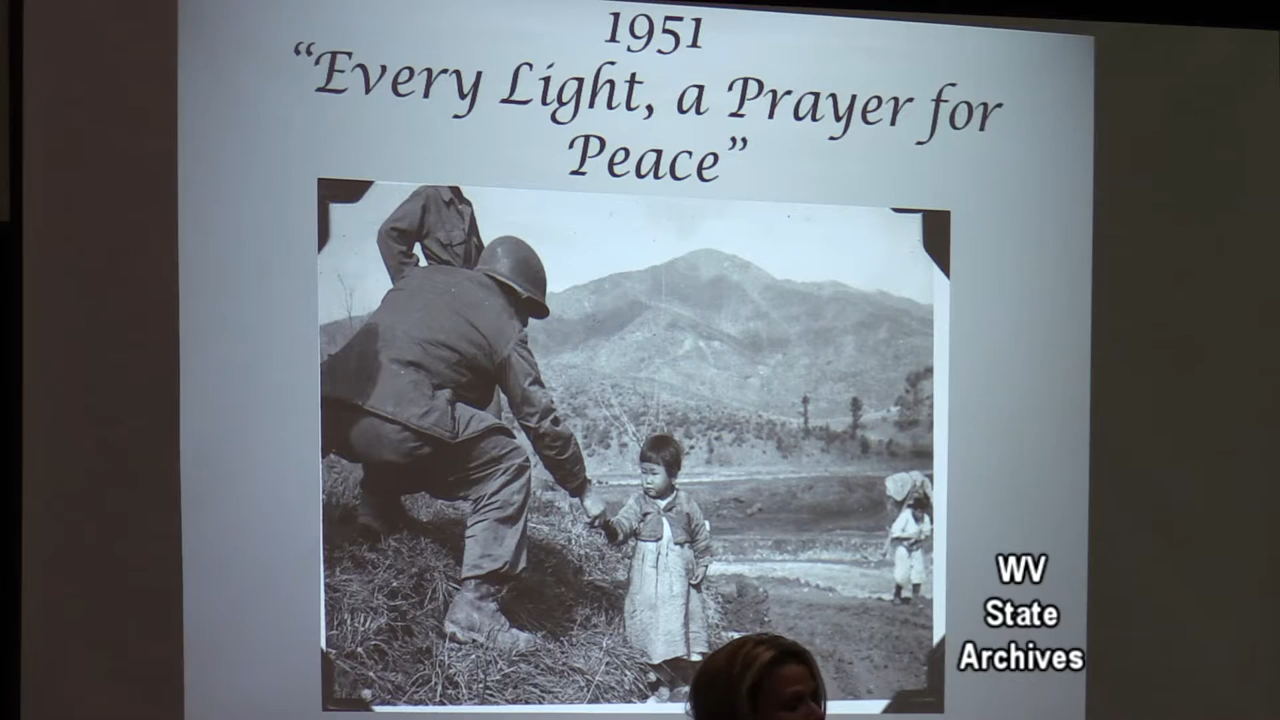 1951
“Every Light, a Prayer for
Peace”
WV
State
Archives